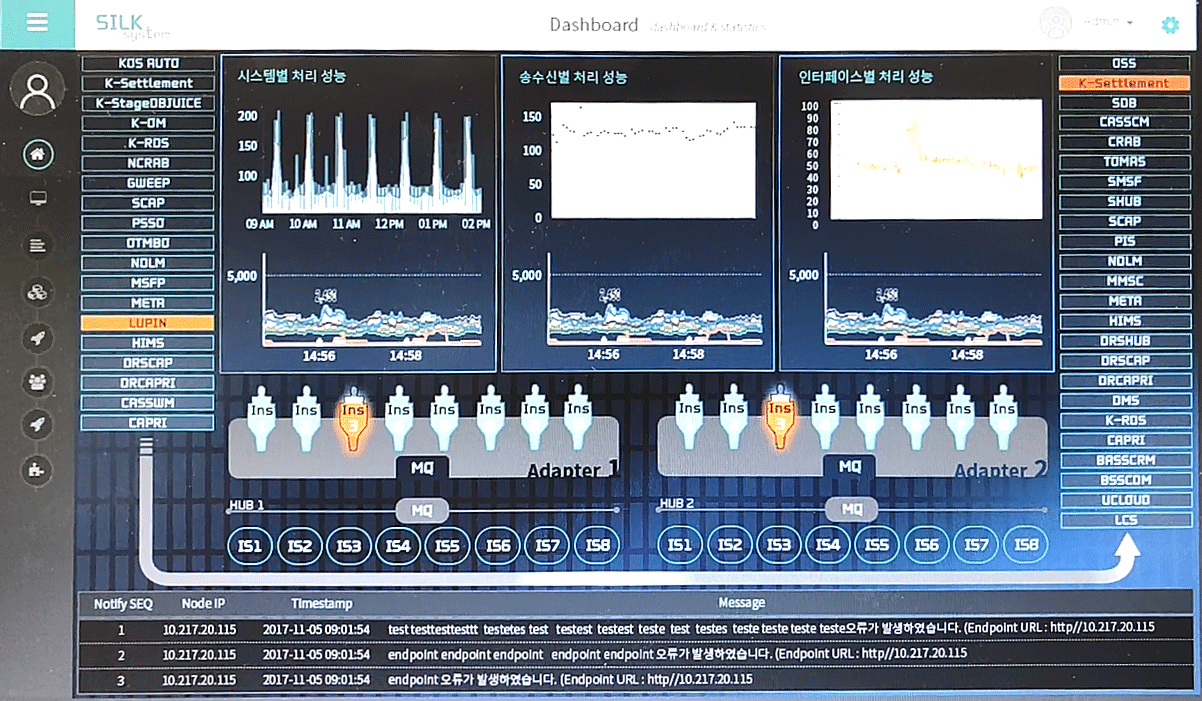 SILK
system
Dashboard dashboard & statistics
Admin
KOS AUTO
K-Settlement
K-StageDBJUICE
K-OM
K-RDS
NCRAB
GWEEP
SCAP
PSSO
OTMBO
NDLM
MSFP
META
LUPIN
HIMS
DRSCAP
DRCAPRI
CASSWM
CAPRI
시스템별 처리 성능
200
150
100
09 AM 10 AM 11 AM 12 PM 01 PM 02 PM
5,000
14:56 14:58
송수신별 처리 성능
150
100
50
0
5,000
14:56 14:58
인터페이스별 처리 성능
100
90
80
70
60
50
40
30
20
10
0
5,000
14:56 14:58
OSS
K-Settlement
SDB
CASSCM
CRAB
TOMAS
SMSF
SHUB
SCAP
PIS
NDLM
MMSC
META
HIMS
DRSHUB
DRSCAP
DRCAPRI
DMS
K-RDS
CAPRI
BASSCRM
BSSCOM
UCLOUD
LCS
Ins Ins Ins Ins Ins Ins Ins Ins
3
MQ
Adapter 1
Ins Ins Ins Ins Ins Ins Ins Ins
3
MQ
Adapter 2
HUB 1
MQ
IS1 IS2 IS3 IS4 IS5 IS6 IS7 IS8
HUB 2
MQ
IS1 IS2 IS3 IS4 IS5 IS6 IS7 IS8
Notify SEQ Node IP Timestamp Message
1 10.217.20.115 2017-11-05 09:01:54 test testtesttesttt testetes test testest testest teste test testes teste teste teste teste오류가 발생하였습니다. (Endpoint URL : http//10.217.20.115
2 10.217.20.115 2017-11-05 09:01:54 endpoint endpoint endpoint endpoint endpoint 오류가 발생하였습니다. (Endpoint URL : http//10.217.20.115
3 10.217.20.115 2017-11-05 09:01:54 endpoint 오류가 발생하였습니다. (Endpoint URL : http//10.217.20.115